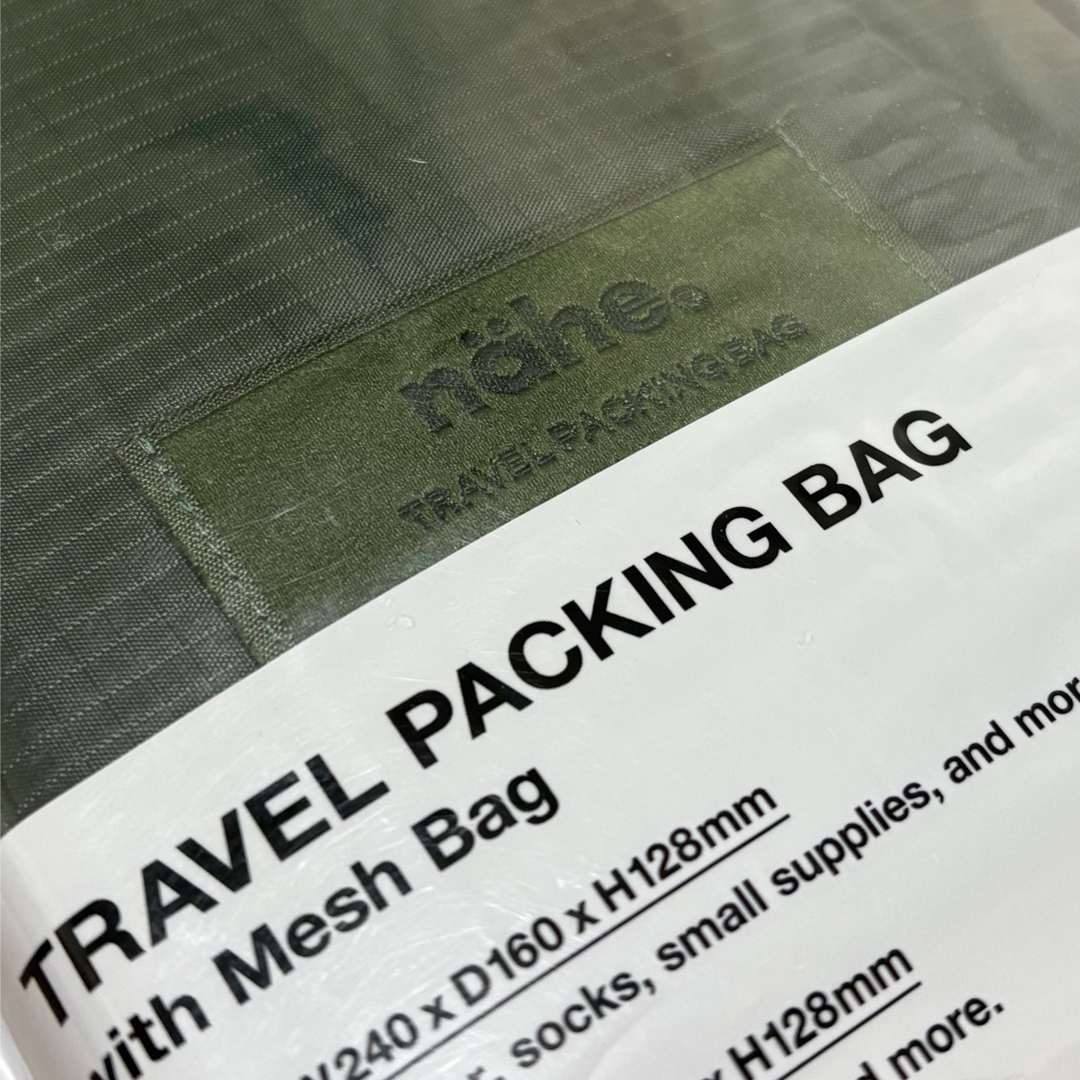 nähe.
TRAVEL PACKING BAG
TRAVEL PACKING BAG
with Mesh Bag
W240 x D160 x H128mm
socks, small supplies, and mor
x H128mm
d more.